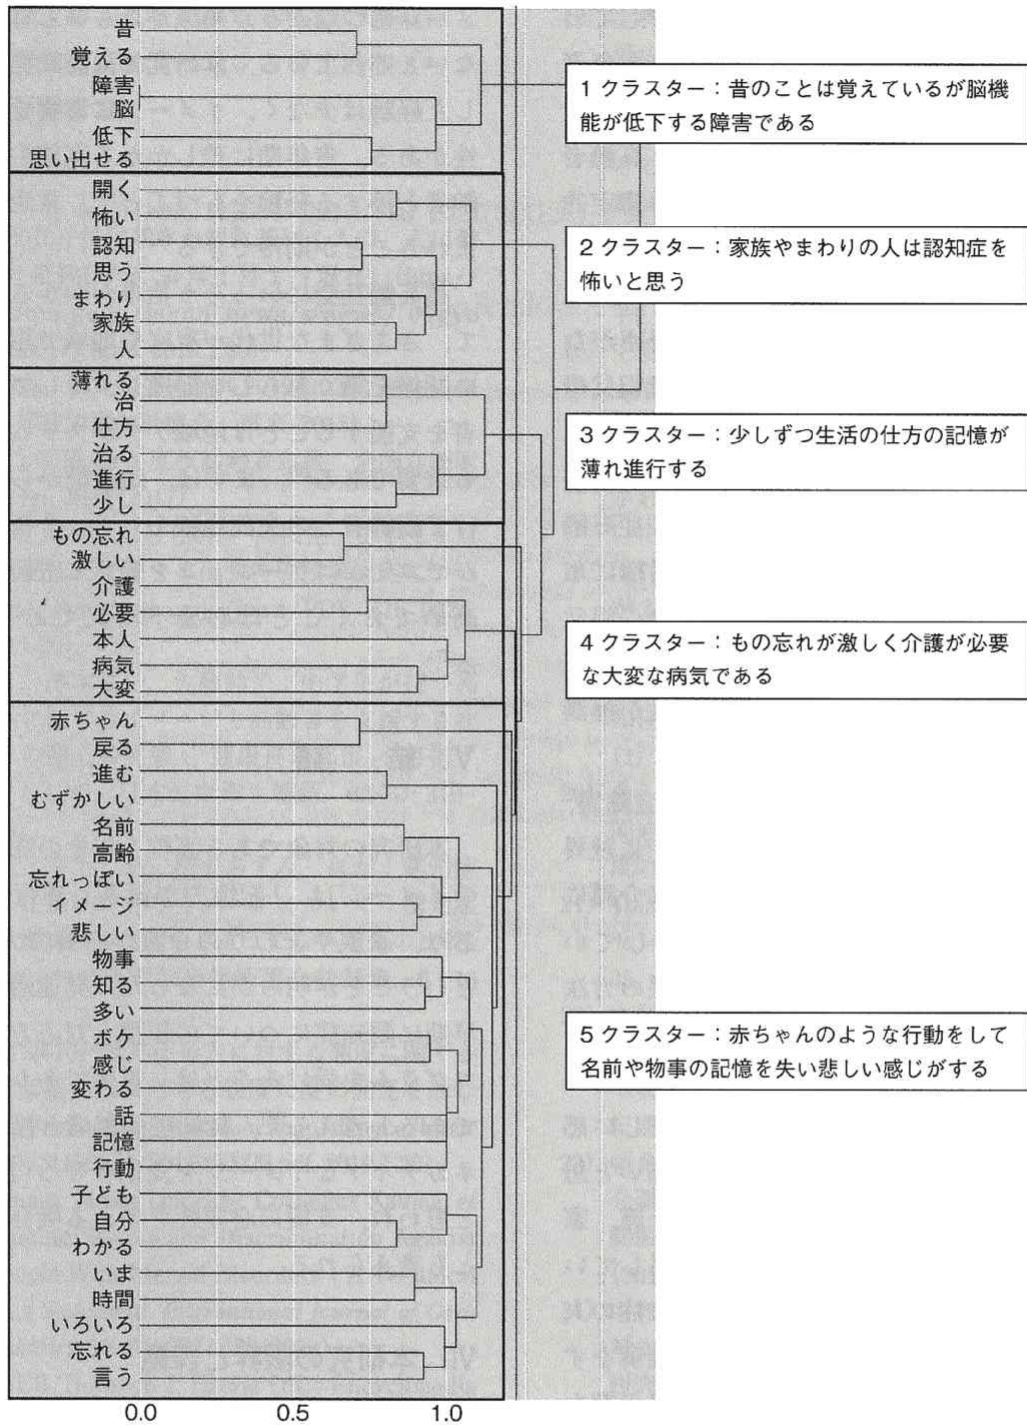 昔
覚える
障害
脳
低下
思い出せる
1 クラスター：昔のことは覚えているが脳機
能が低下する障害である
開く
怖い
認知
思う
まわり
家族
人
2 クラスター：家族やまわりの人は認知症を
怖いと思う
薄れる
治
仕方
治る
進行
少し
3 クラスター：少しずつ生活の仕方の記憶が
薄れ進行する
もの忘れ
激しい
介護
必要
本人
病気
大変
4 クラスター：もの忘れが激しく介護が必要
な大変な病気である
赤ちゃん
戻る
進む
むずかしい
名前
高齢
忘れっぽい
イメージ
悲しい
物事
知る
多い
ボケ
感じ
変わる
話
記憶
行動
子ども
自分
わかる
いま
時間
いろいろ
忘れる
言う
5 クラスター：赤ちゃんのような行動をして
名前や物事の記憶を失い悲しい感じがする
0.0 0.5 1.0